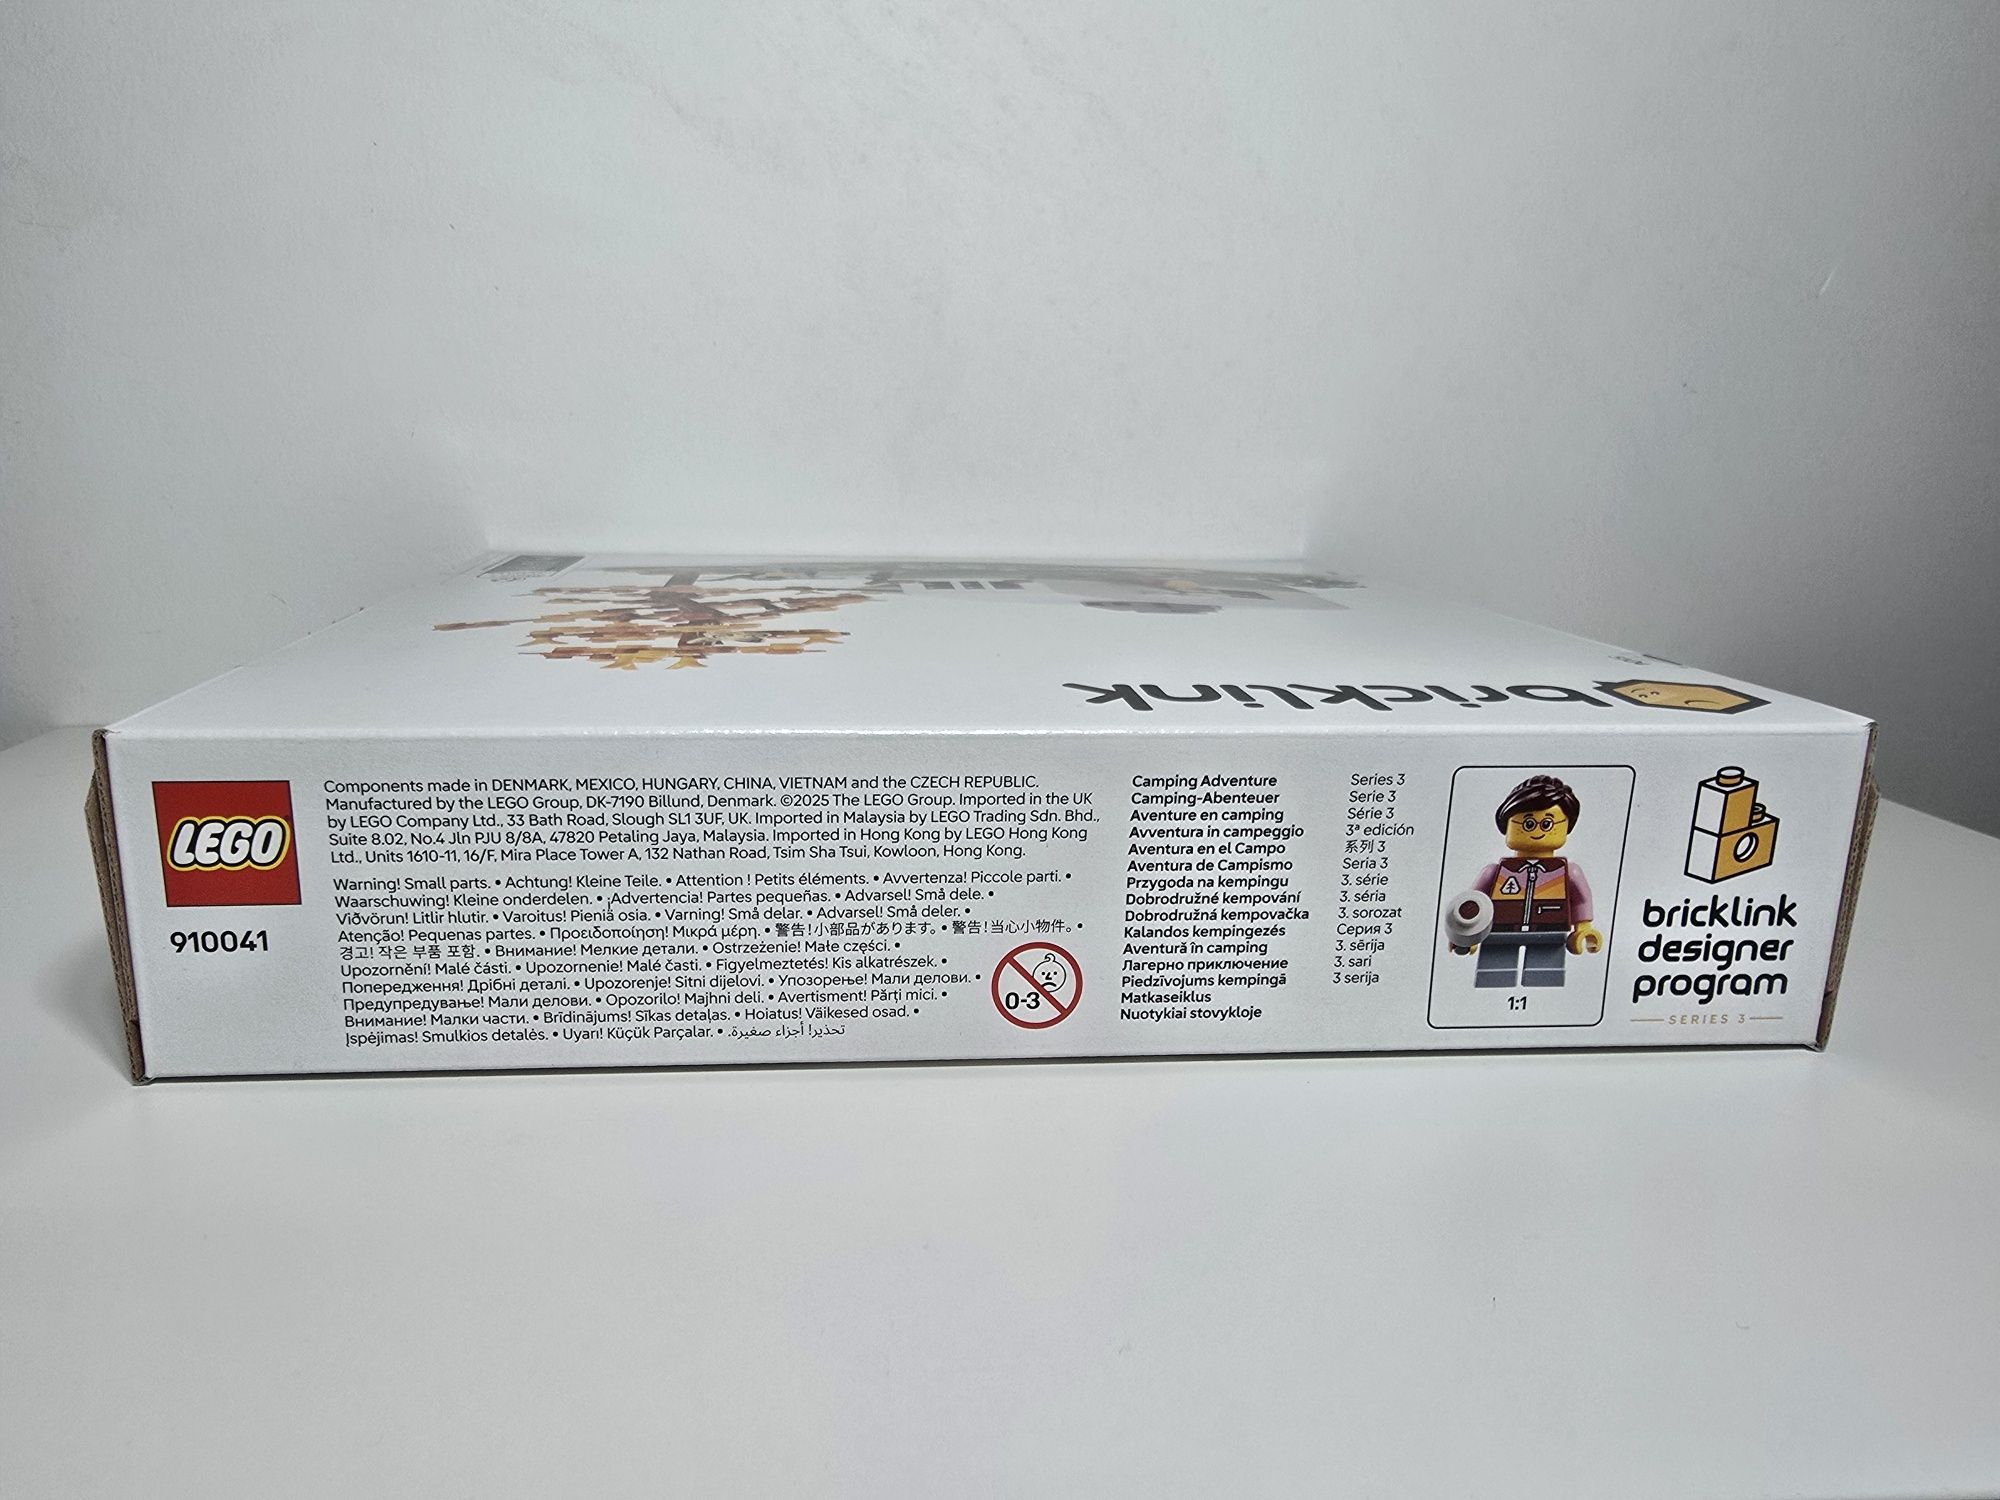 bricklink
LEGO
910041
Components made in DENMARK, MEXICO, HUNGARY, CHINA, VIETNAM and the CZECH REPUBLIC.
Manufactured by the LEGO Group, DK-7190 Billund, Denmark. ©2025 The LEGO Group. Imported in the UK
by LEGO Company Ltd., 33 Bath Road, Slough SL1 3UF, UK. Imported in Malaysia by LEGO Trading Sdn. Bhd.,
Suite 8.02, No.4 Jln PJU 8/8A, 47820 Petaling Jaya, Malaysia. Imported in Hong Kong by LEGO Hong Kong
Ltd., Units 1610-11, 16/F, Mira Place Tower A, 132 Nathan Road, Tsim Sha Tsui, Kowloon, Hong Kong.
Warning! Small parts. • Achtung! Kleine Teile. • Attention ! Petits éléments. • Avvertenza! Piccole parti. •
Waarschuwing! Kleine onderdelen. • ¡Advertencia! Partes pequeñas. • Advarsel! Små dele. •
Viðvörun! Litlir hlutir. • Varoitus! Pieniä osia. • Varning! Små delar. • Advarsel! Små deler. •
Atenção! Pequenas partes. • Προειδοποίηση! Μικρά μέρη. • 警告!小部品があります。• 警告!当心小物件。•
경고! 작은 부품 포함. • Внимание! Мелкие детали. • Ostrzeżenie! Małe części. •
Upozornění! Malé části. • Upozornenie! Malé časti. • Figyelmeztetés! Kis alkatrészek. •
Попередження! Дрібні деталі. • Upozorenje! Sitni dijelovi. • Упозорење! Мали делови. •
Предупредување! Мали делови. • Opozorilo! Majhni deli. • Avertisment! Părți mici. •
Внимание! Малки части. • Brīdinājums! Sīkas detaļas. • Hoiatus! Väikesed osad. •
Įspėjimas! Smulkios detalės. • Uyarı! Küçük Parçalar. • تحذير! أجزاء صغيرة.
0-3
Camping Adventure
Camping-Abenteuer
Aventure en camping
Avventura in campeggio
Aventura en el Campo
Aventura de Campismo
Przygoda na kempingu
Dobrodružné kempování
Dobrodružná kempovačka
Kalandos kempingezés
Aventură în camping
Лагерно приключение
Piedzīvojums kempingā
Matkaseiklus
Nuotykiai stovykloje
Series 3
Serie 3
Série 3
3ª edición
系列 3
Seria 3
3. série
3. séria
3. sorozat
Серия 3
3. sērija
3. sari
3 serija
1:1
bricklink
designer
program
SERIES 3